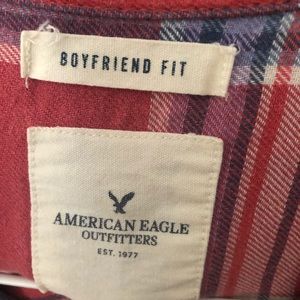 BOYFRIEND FIT
AMERICAN EAGLE
OUTFITTERS
EST. 1977